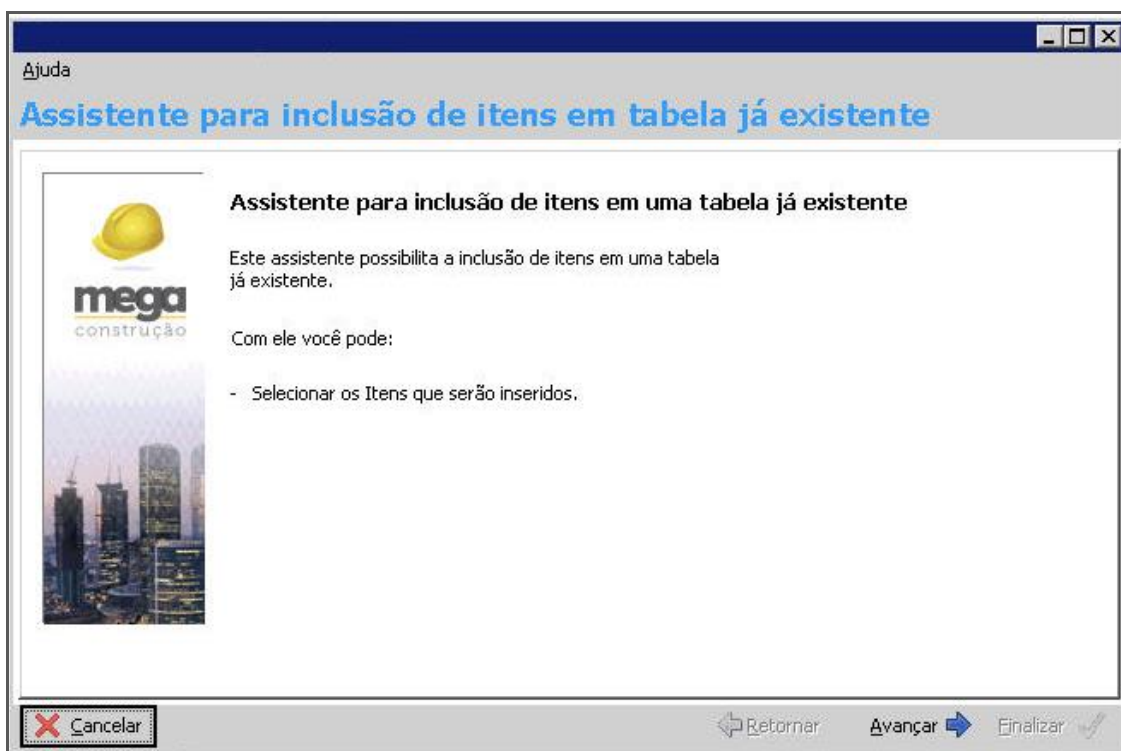 Ajuda
Assistente para inclusão de itens em tabela já existente
mega
construção
Assistente para inclusão de itens em uma tabela já existente
Este assistente possibilita a inclusão de itens em uma tabela
já existente.
Com ele você pode:
- Selecionar os Itens que serão inseridos.
Cancelar
Retornar
Avançar
Finalizar